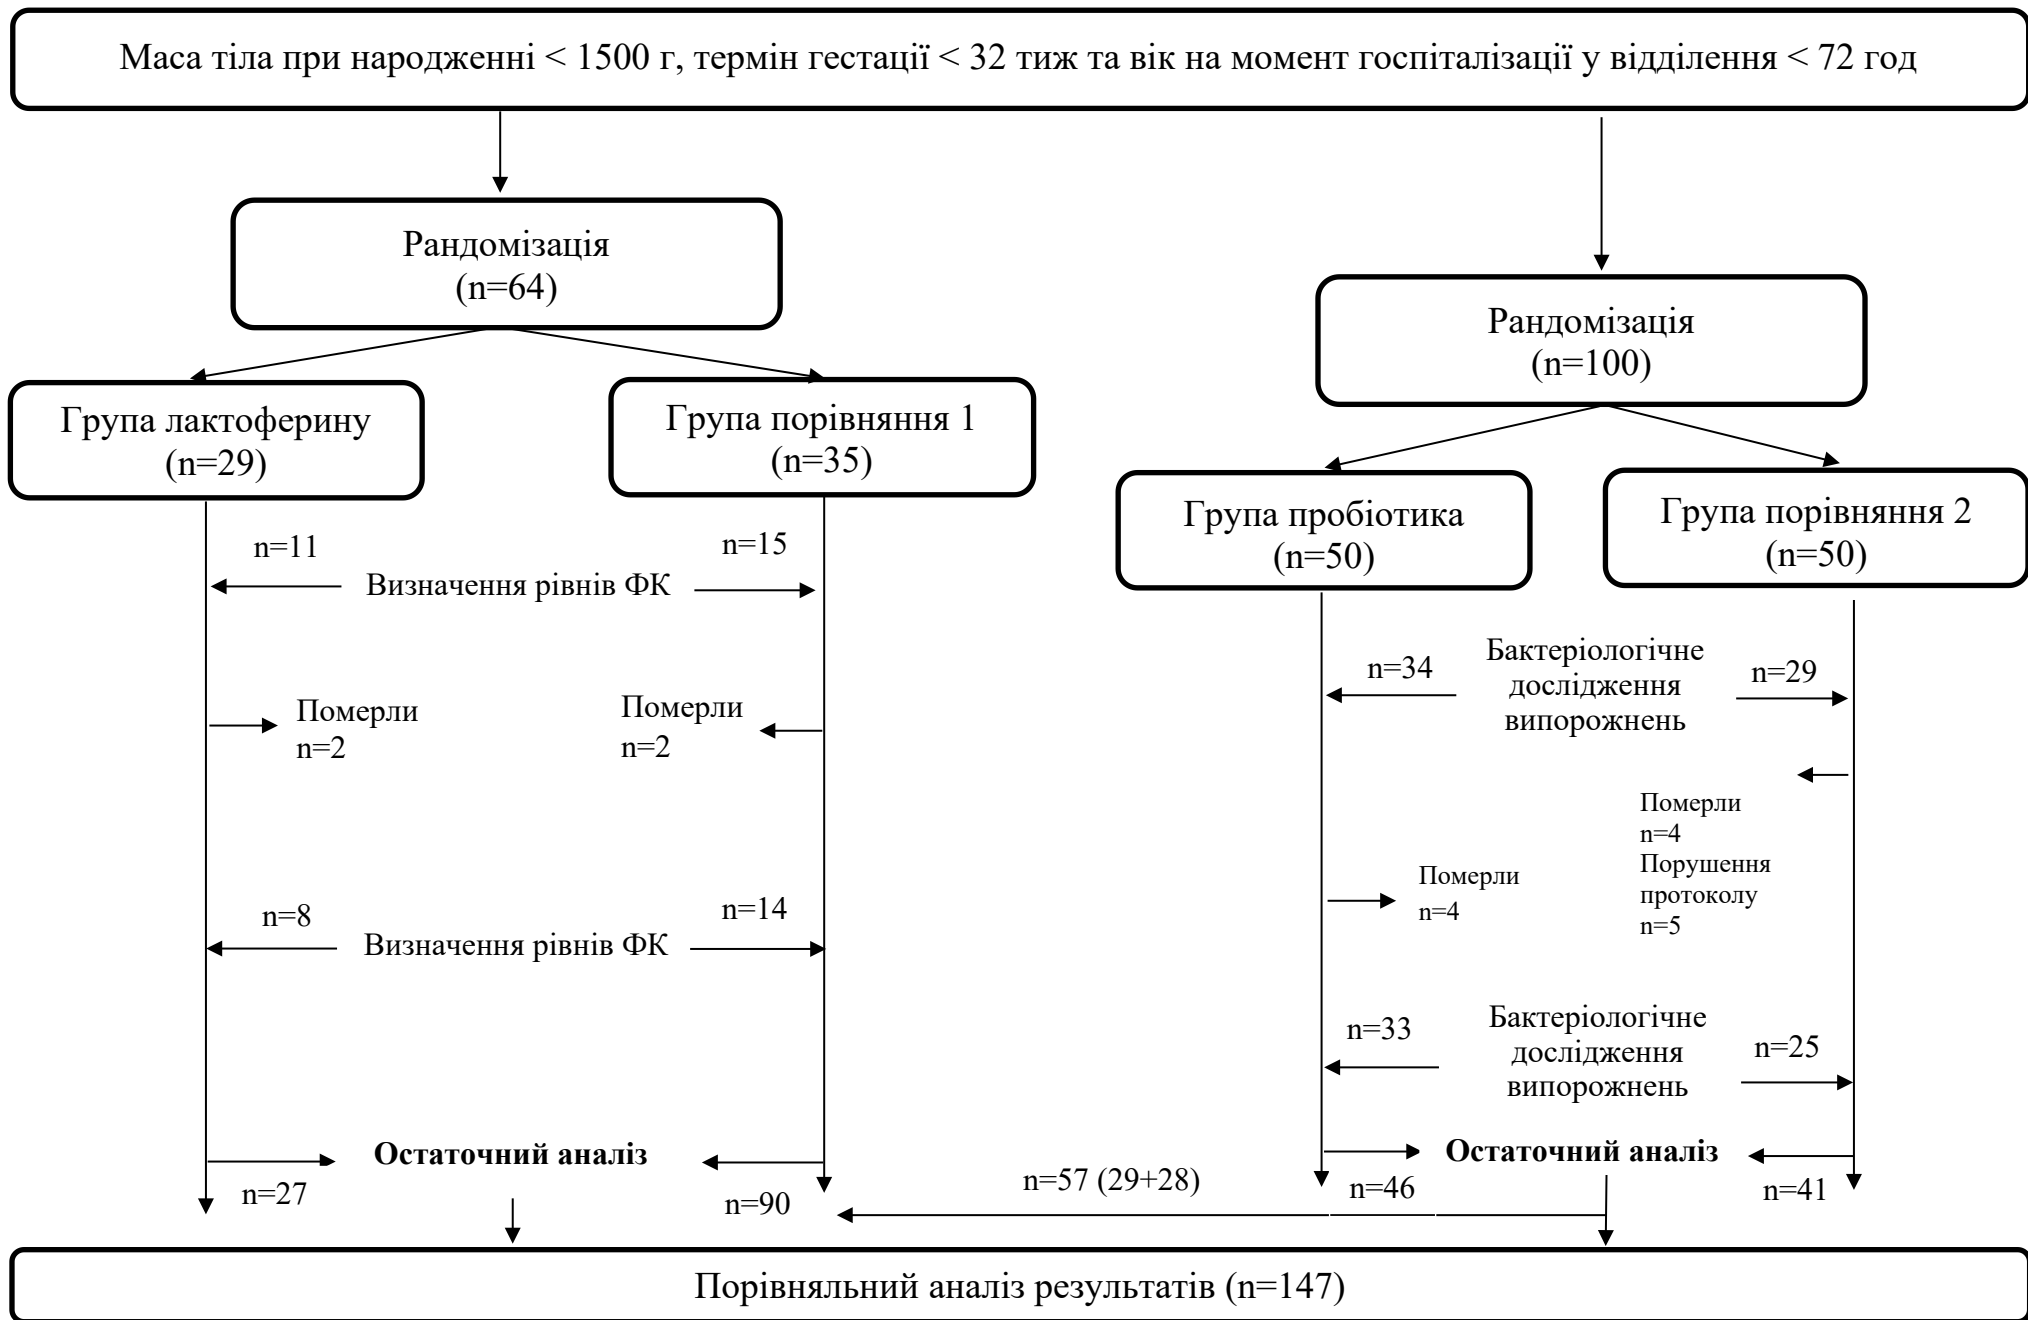 Маса тіла при народженні < 1500 г, термін гестації < 32 тиж та вік на момент госпіталізації у відділення < 72 год
Рандомізація
(n=64)
Рандомізація
(n=100)
Група лактоферину
(n=29)
Група порівняння 1
(n=35)
Група пробіотика
(n=50)
Група порівняння 2
(n=50)
n=11
Визначення рівнів ФК
n=15
n=34
Бактеріологічне
дослідження
випорожнень
n=29
Померли
n=2
Померли
n=2
Померли
n=4
Порушення
протоколу
n=5
Померли
n=4
n=8
Визначення рівнів ФК
n=14
n=33
Бактеріологічне
дослідження
випорожнень
n=25
Остаточний аналіз
n=27
n=90
n=57 (29+28)
Остаточний аналіз
n=46
n=41
Порівняльний аналіз результатів (n=147)